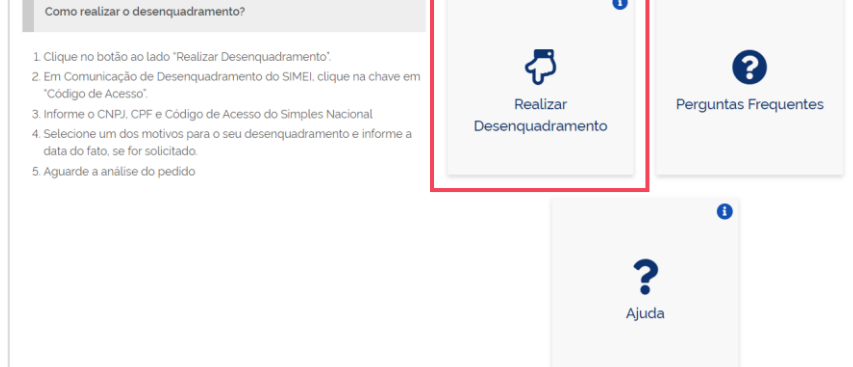 Como realizar o desenquadramento?
1. Clique no botão ao lado "Realizar Desenquadramento".
2. Em Comunicação de Desenquadramento do SIMEI, clique na chave em
"Código de Acesso".
3. Informe o CNPJ, CPF e Código de Acesso do Simples Nacional
4. Selecione um dos motivos para o seu desenquadramento e informe a
data do fato, se for solicitado.
5. Aguarde a análise do pedido
Realizar
Desenquadramento
Perguntas Frequentes
Ajuda